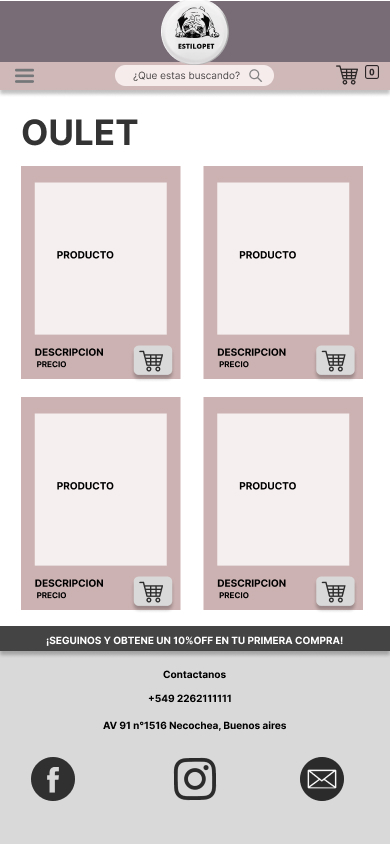 ESTILOPET
¿Que estas buscando?
0
OULET
PRODUCTO
PRODUCTO
DESCRIPCION
PRECIO
DESCRIPCION
PRECIO
PRODUCTO
PRODUCTO
DESCRIPCION
PRECIO
DESCRIPCION
PRECIO
¡SEGUINOS Y OBTENE UN 10%OFF EN TU PRIMERA COMPRA!
Contactanos
+549 2262111111
AV 91 n°1516 Necochea, Buenos aires